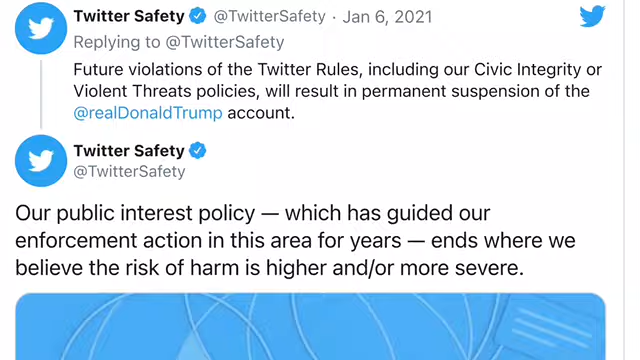 Twitter Safety @TwitterSafety · Jan 6, 2021
Replying to @TwitterSafety
Future violations of the Twitter Rules, including our Civic Integrity or
Violent Threats policies, will result in permanent suspension of the
@realDonaldTrump account.
Twitter Safety
@TwitterSafety
Our public interest policy — which has guided our
enforcement action in this area for years — ends where we
believe the risk of harm is higher and/or more severe.